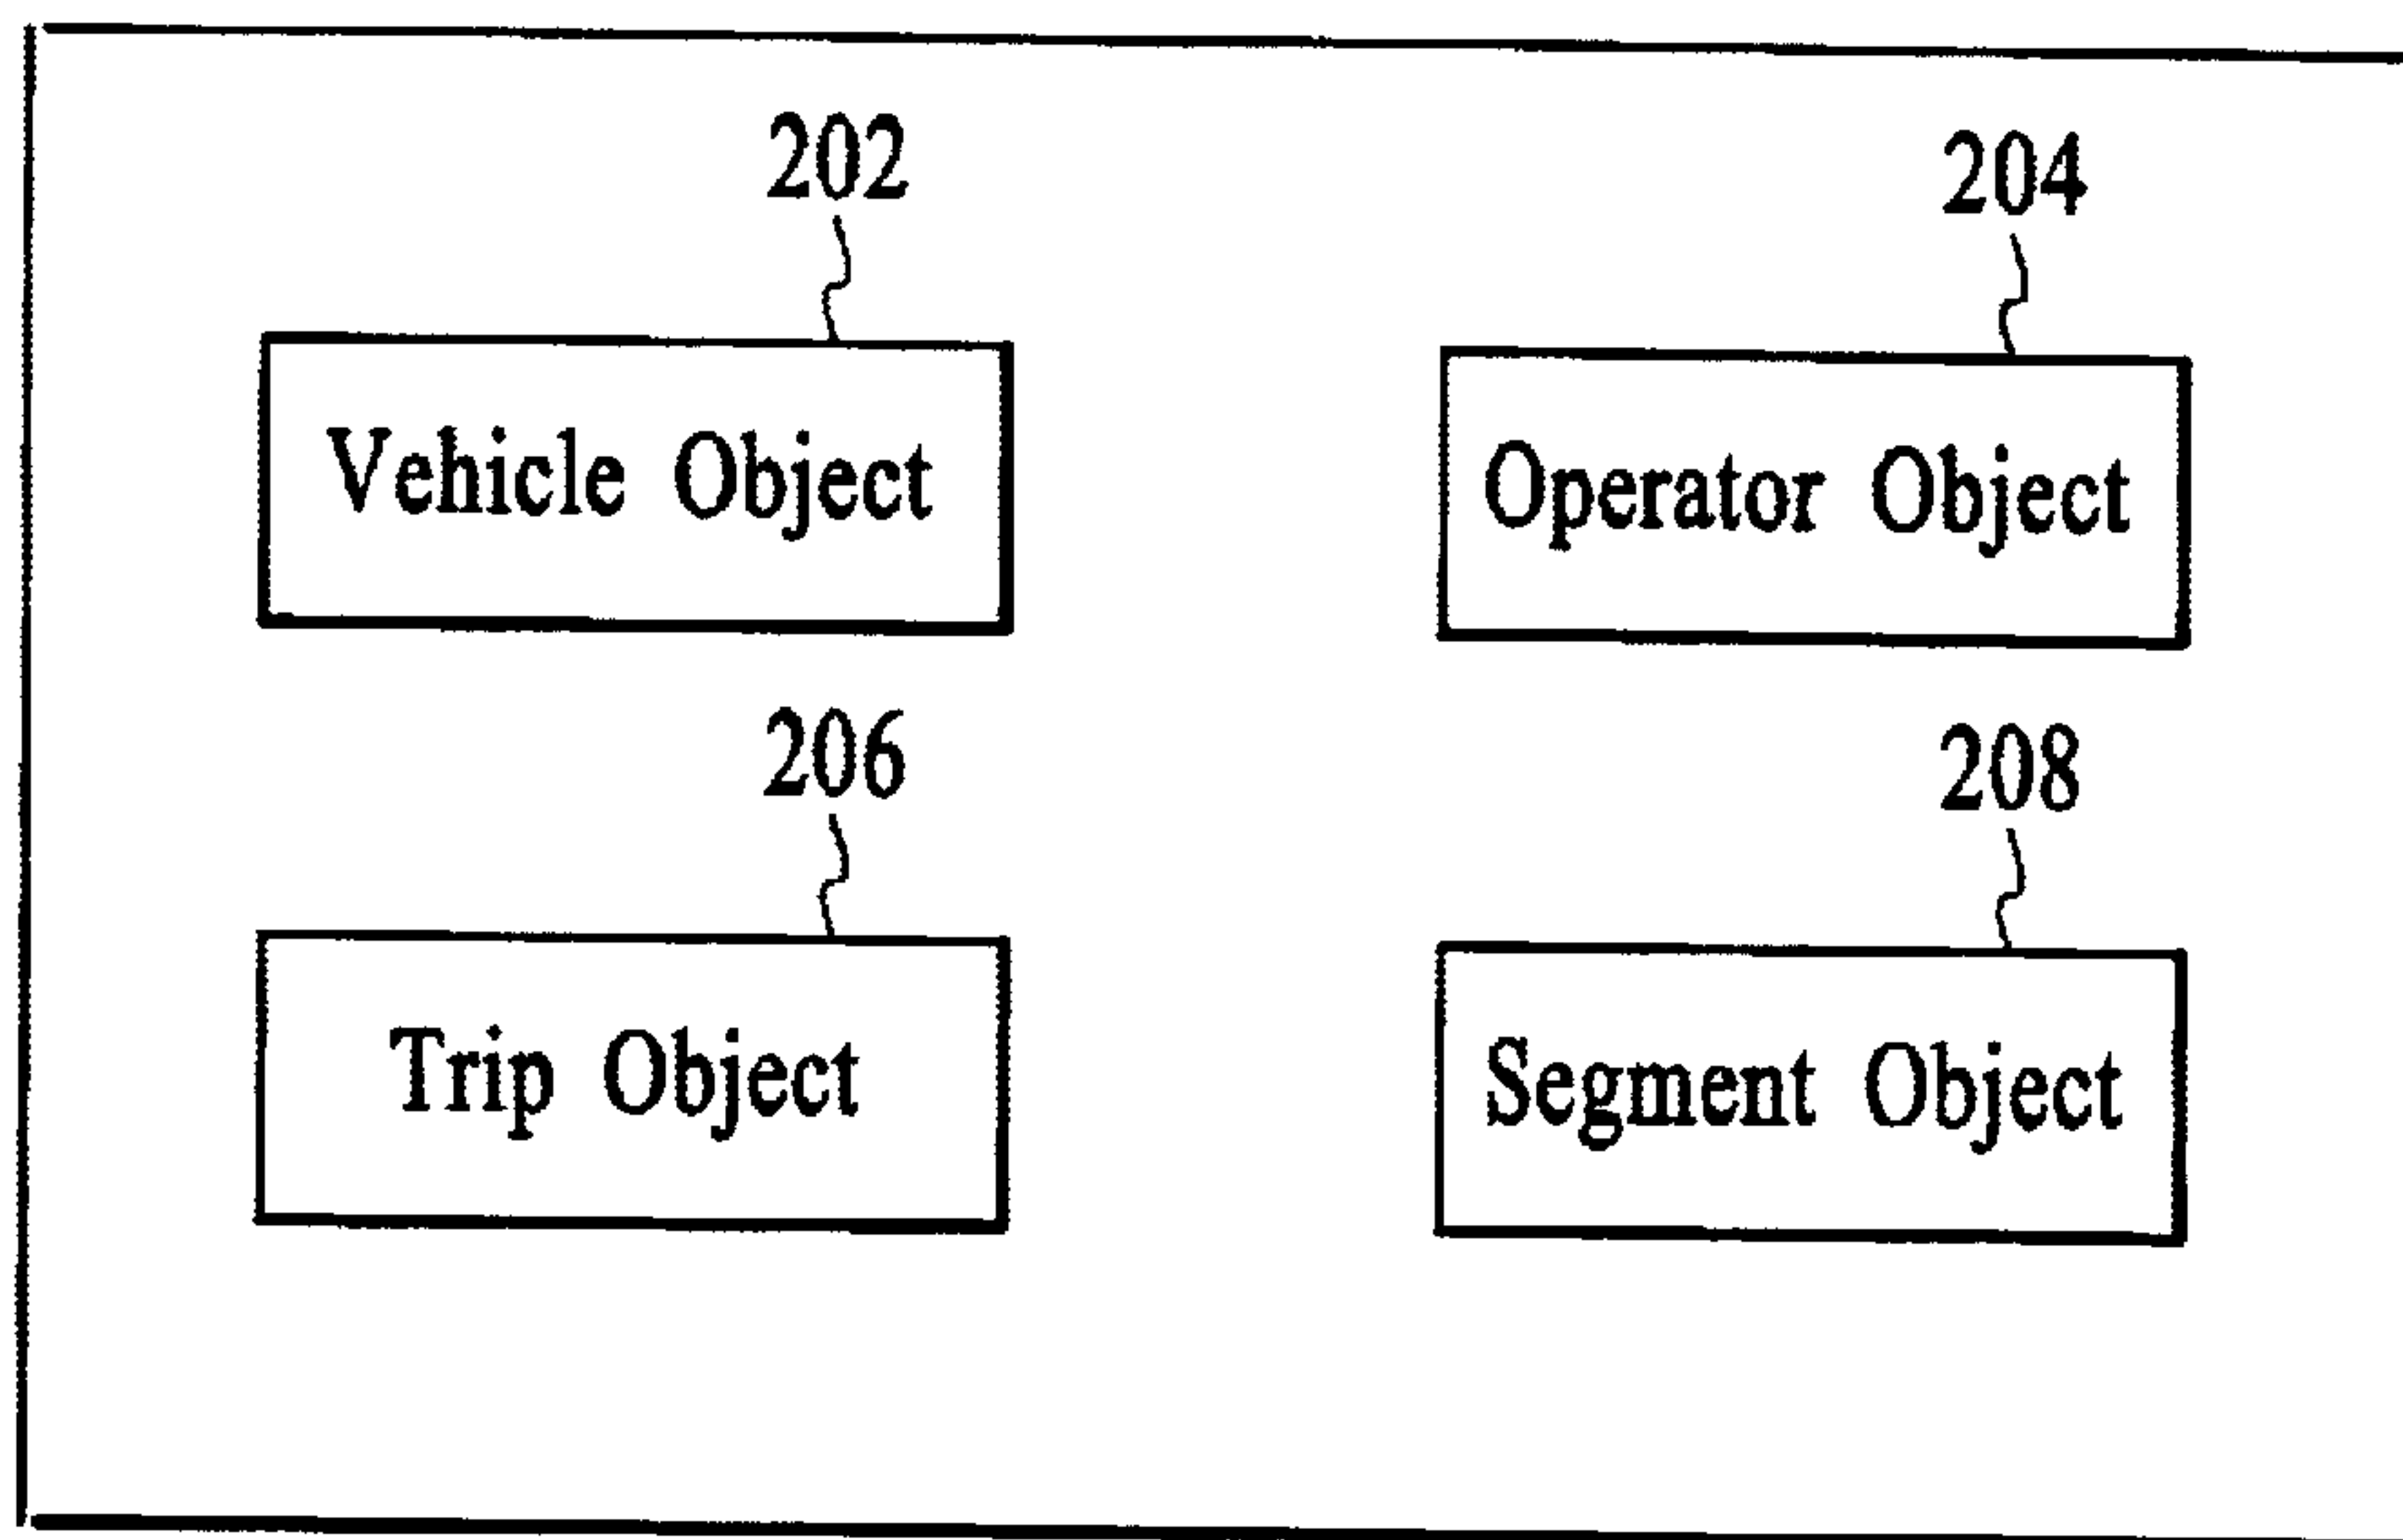 202
204
Vehicle Object
Operator Object
206
208
Trip Object
Segment Object